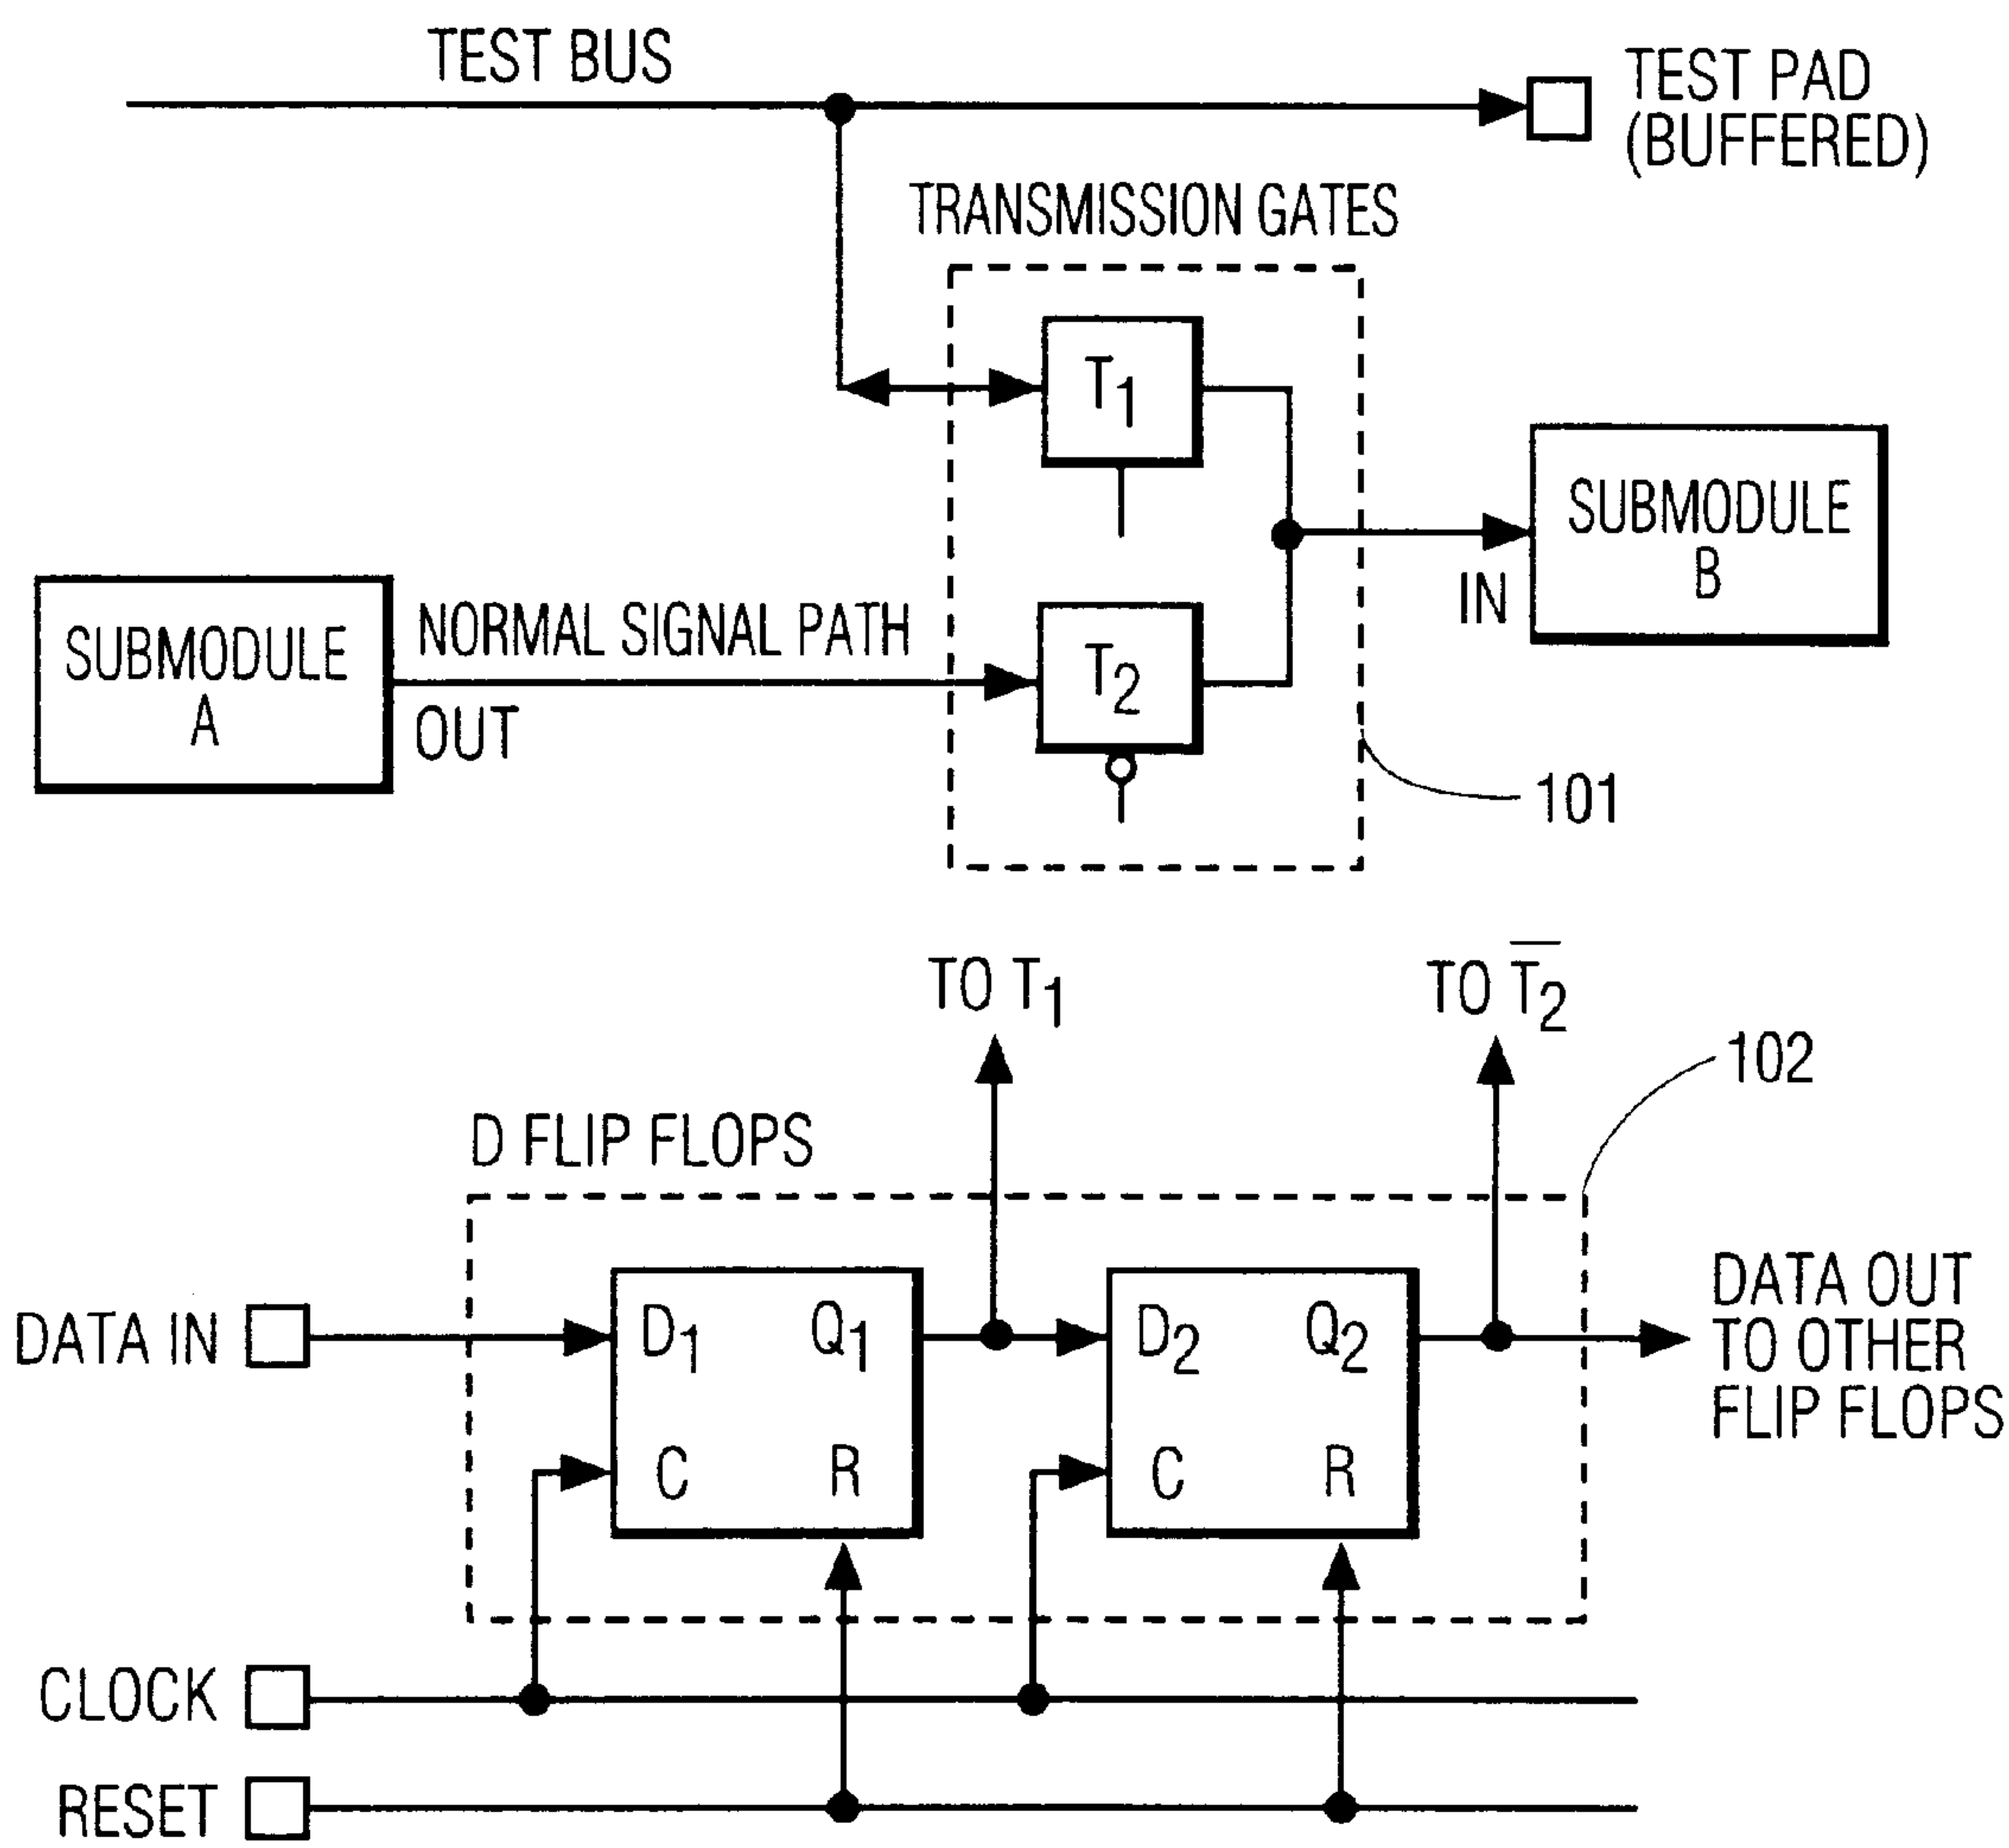 TEST BUS
TEST PAD
(BUFFERED)
TRANSMISSION GATES
T1
SUBMODULE
B
IN
SUBMODULE
A
NORMAL SIGNAL PATH
OUT
T2
101
TO T1
TO T̅2
102
D FLIP FLOPS
DATA IN
D1 Q1
C R
D2 Q2
C R
DATA OUT
TO OTHER
FLIP FLOPS
CLOCK
RESET